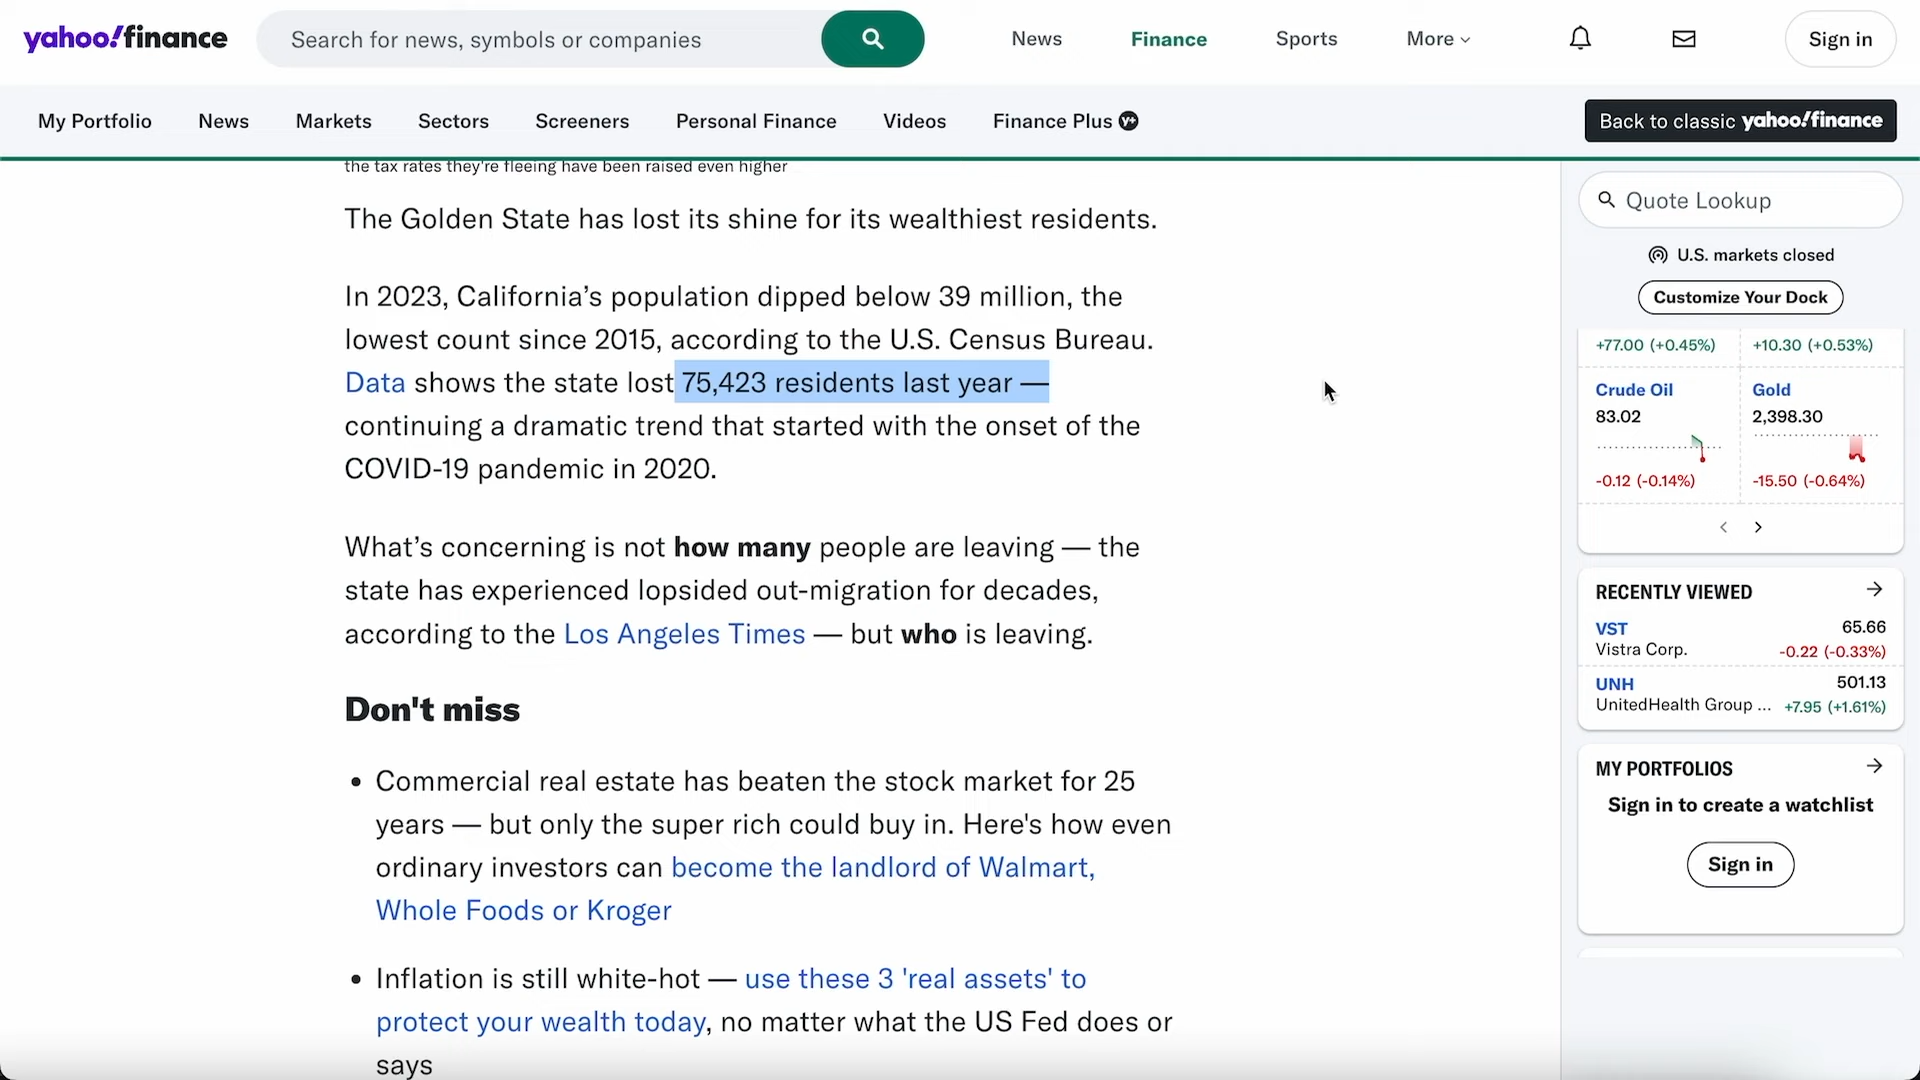 yahoo!finance
Search for news, symbols or companies
News
Finance
Sports
More
Sign in
My Portfolio
News
Markets
Sectors
Screeners
Personal Finance
Videos
Finance Plus Y+
Back to classic yahoo!finance
the tax rates they're fleeing have been raised even higher
The Golden State has lost its shine for its wealthiest residents.
In 2023, California’s population dipped below 39 million, the
lowest count since 2015, according to the U.S. Census Bureau.
Data shows the state lost 75,423 residents last year —
continuing a dramatic trend that started with the onset of the
COVID-19 pandemic in 2020.
What’s concerning is not how many people are leaving — the
state has experienced lopsided out-migration for decades,
according to the Los Angeles Times — but who is leaving.
Don't miss
• Commercial real estate has beaten the stock market for 25
years — but only the super rich could buy in. Here's how even
ordinary investors can become the landlord of Walmart,
Whole Foods or Kroger
• Inflation is still white-hot — use these 3 'real assets' to
protect your wealth today, no matter what the US Fed does or
says
Quote Lookup
U.S. markets closed
Customize Your Dock
+77.00 (+0.45%)
+10.30 (+0.53%)
Crude Oil
83.02
-0.12 (-0.14%)
Gold
2,398.30
-15.50 (-0.64%)
RECENTLY VIEWED
VST 65.66
Vistra Corp. -0.22 (-0.33%)
UNH 501.13
UnitedHealth Group ... +7.95 (+1.61%)
MY PORTFOLIOS
Sign in to create a watchlist
Sign in